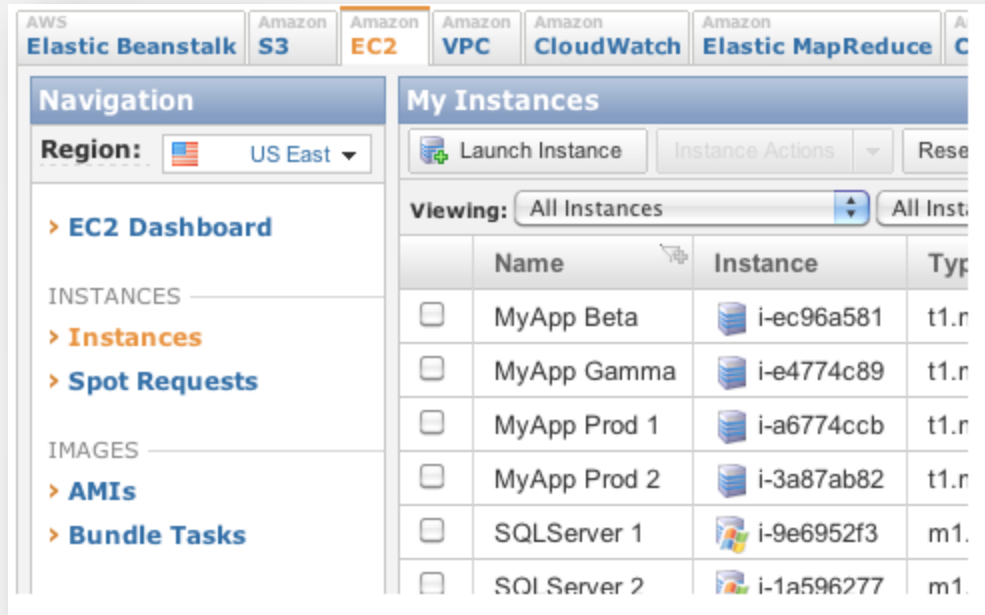 AWS Amazon Amazon Amazon Amazon Amazon
Elastic Beanstalk S3 EC2 VPC CloudWatch Elastic MapReduce
Navigation
Region: US East
EC2 Dashboard
INSTANCES
Instances
Spot Requests
IMAGES
AMIs
Bundle Tasks
My Instances
Launch Instance Instance Actions
Viewing: All Instances
Name Instance
MyApp Beta i-ec96a581
MyApp Gamma i-e4774c89
MyApp Prod 1 i-a6774ccb
MyApp Prod 2 i-3a87ab82
SQLServer 1 i-9e6952f3 m1.
SQLServer 2 i-1a596277 m1.